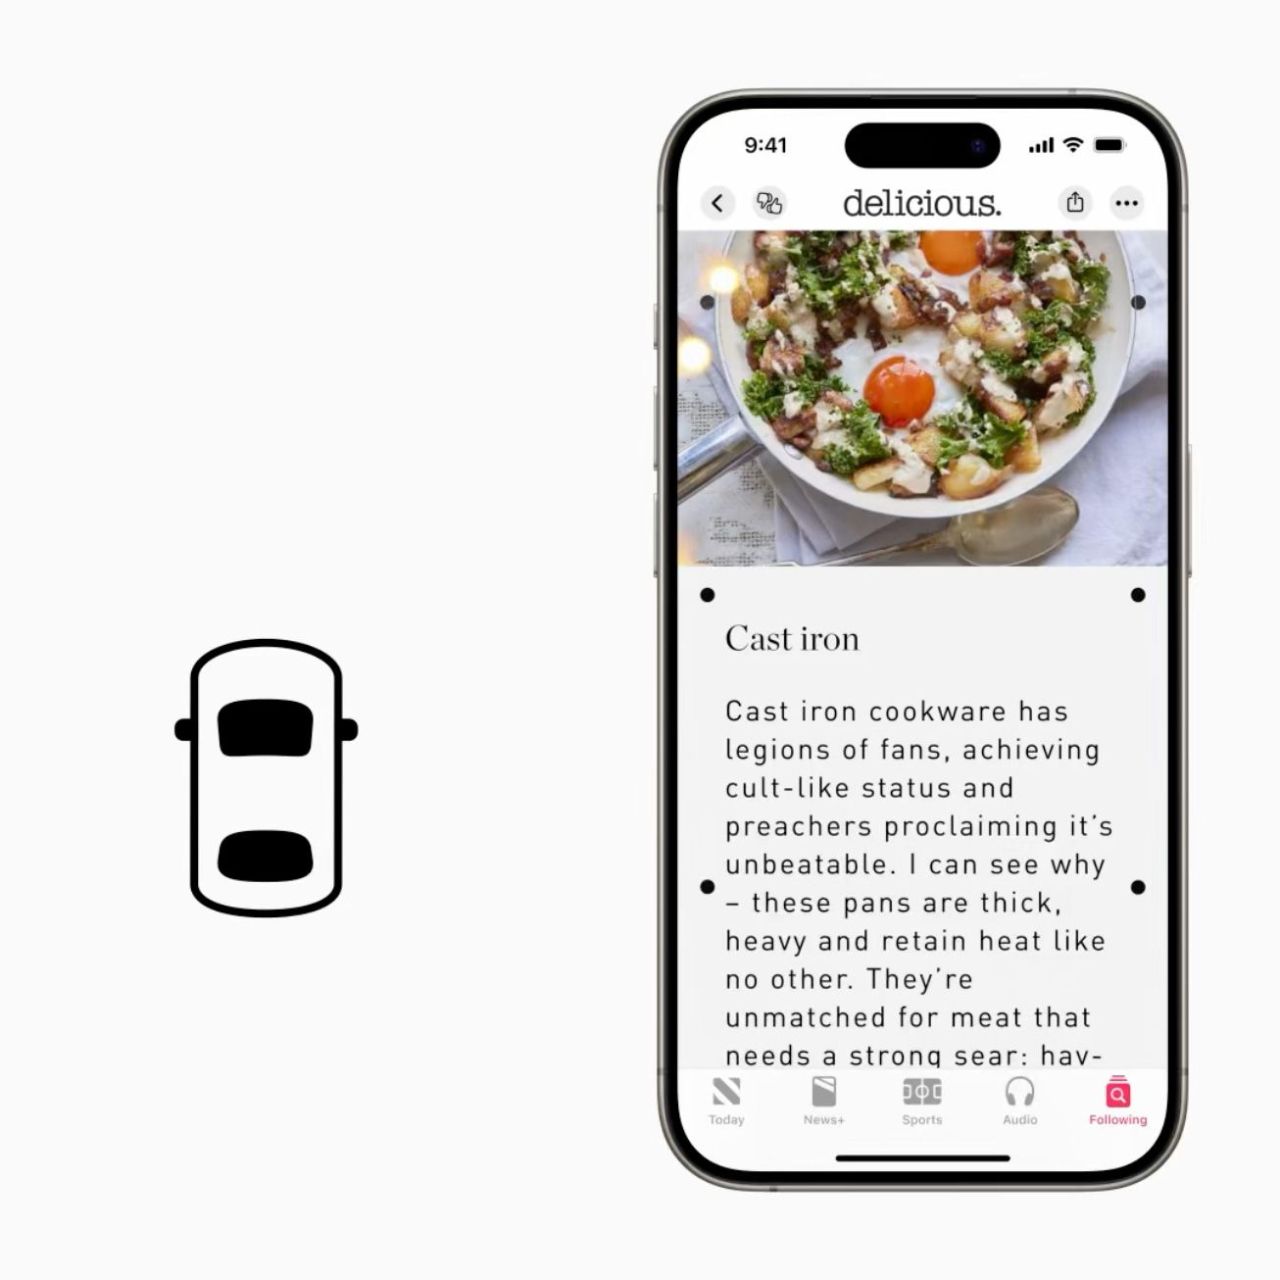 9:41
delicious.
Cast iron
Cast iron cookware has
legions of fans, achieving
cult-like status and
preachers proclaiming it’s
unbeatable. I can see why
– these pans are thick,
heavy and retain heat like
no other. They’re
unmatched for meat that
needs a strong sear: hav-
Today
News+
Sports
Audio
Following